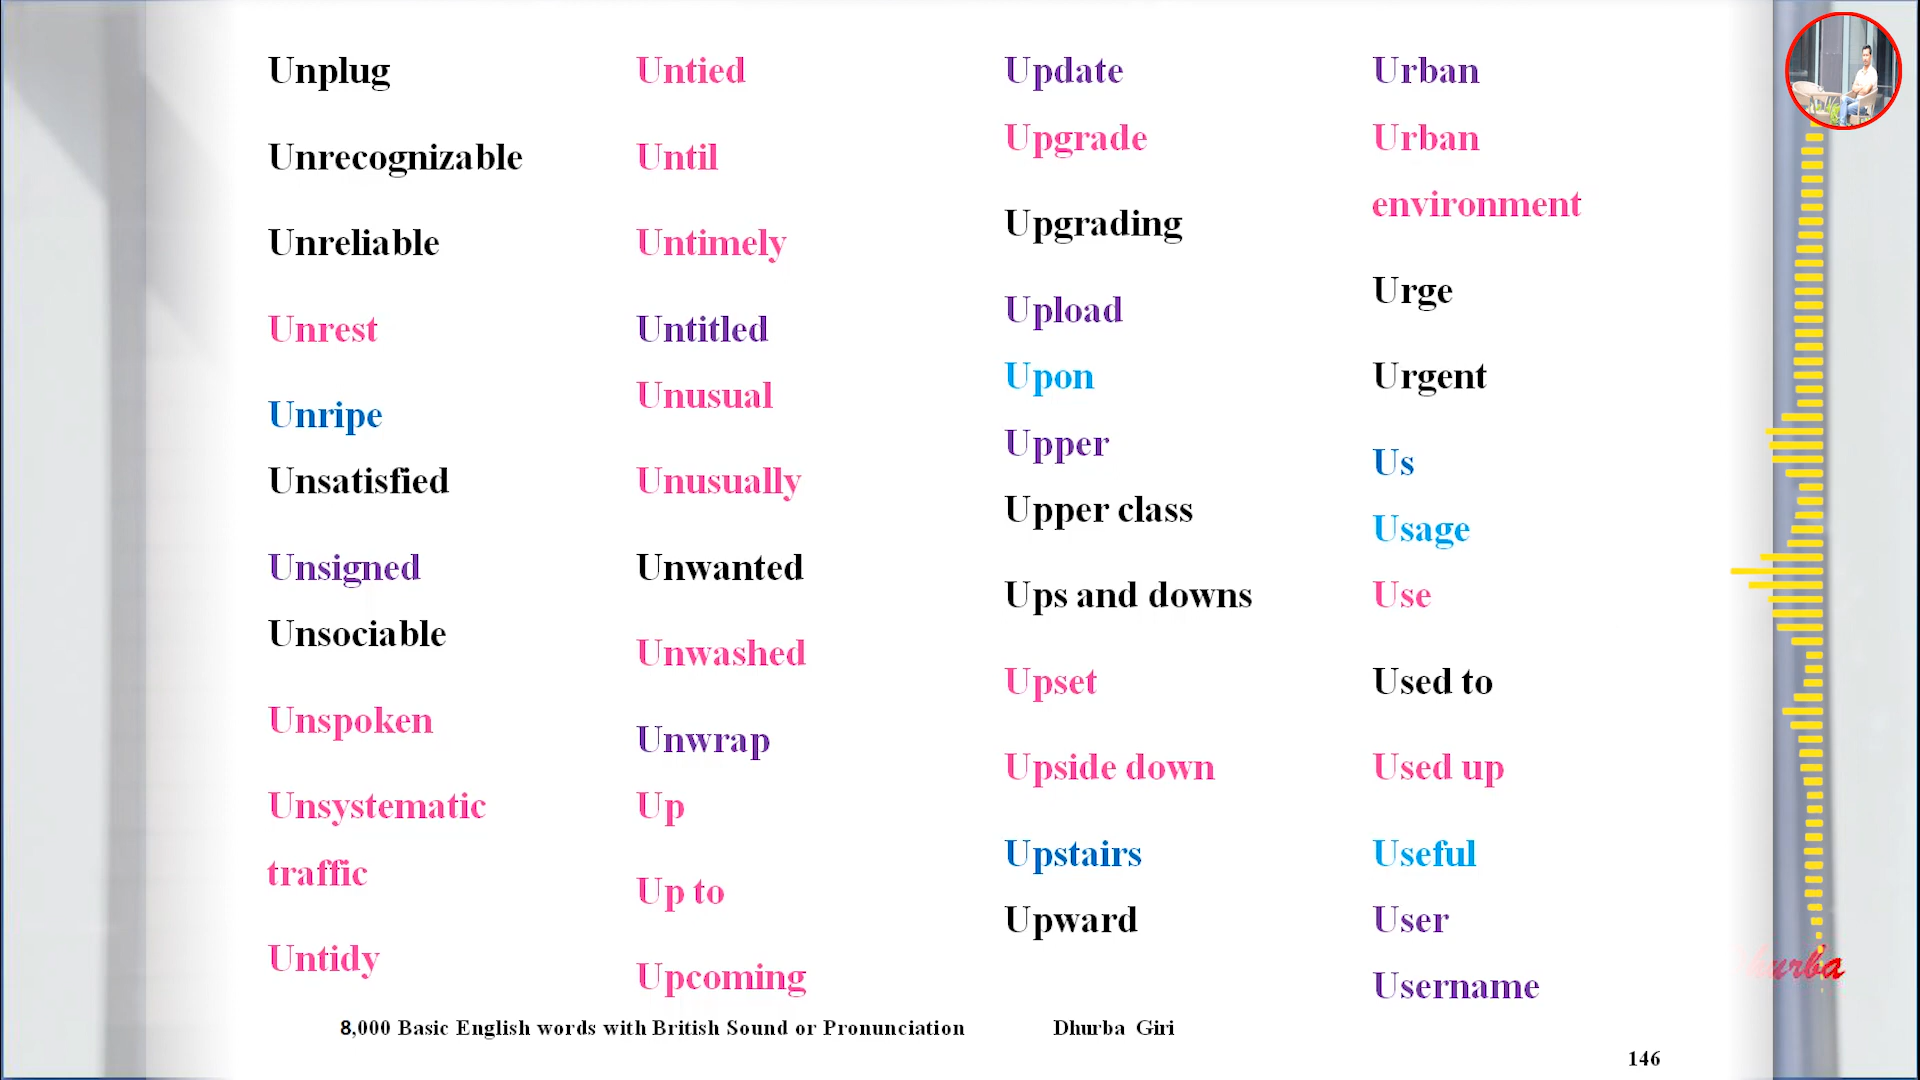 Unplug
Unrecognizable
Unreliable
Unrest
Unripe
Unsatisfied
Unsigned
Unsociable
Unspoken
Unsystematic
traffic
Untidy
Untied
Until
Untimely
Untitled
Unusual
Unusually
Unwanted
Unwashed
Unwrap
Up
Up to
Upcoming
Update
Upgrade
Upgrading
Upload
Upon
Upper
Upper class
Ups and downs
Upset
Upside down
Upstairs
Upward
Urban
Urban
environment
Urge
Urgent
Us
Usage
Use
Used to
Used up
Useful
User
Username
Dhurba
8,000 Basic English words with British Sound or Pronunciation Dhurba Giri
146